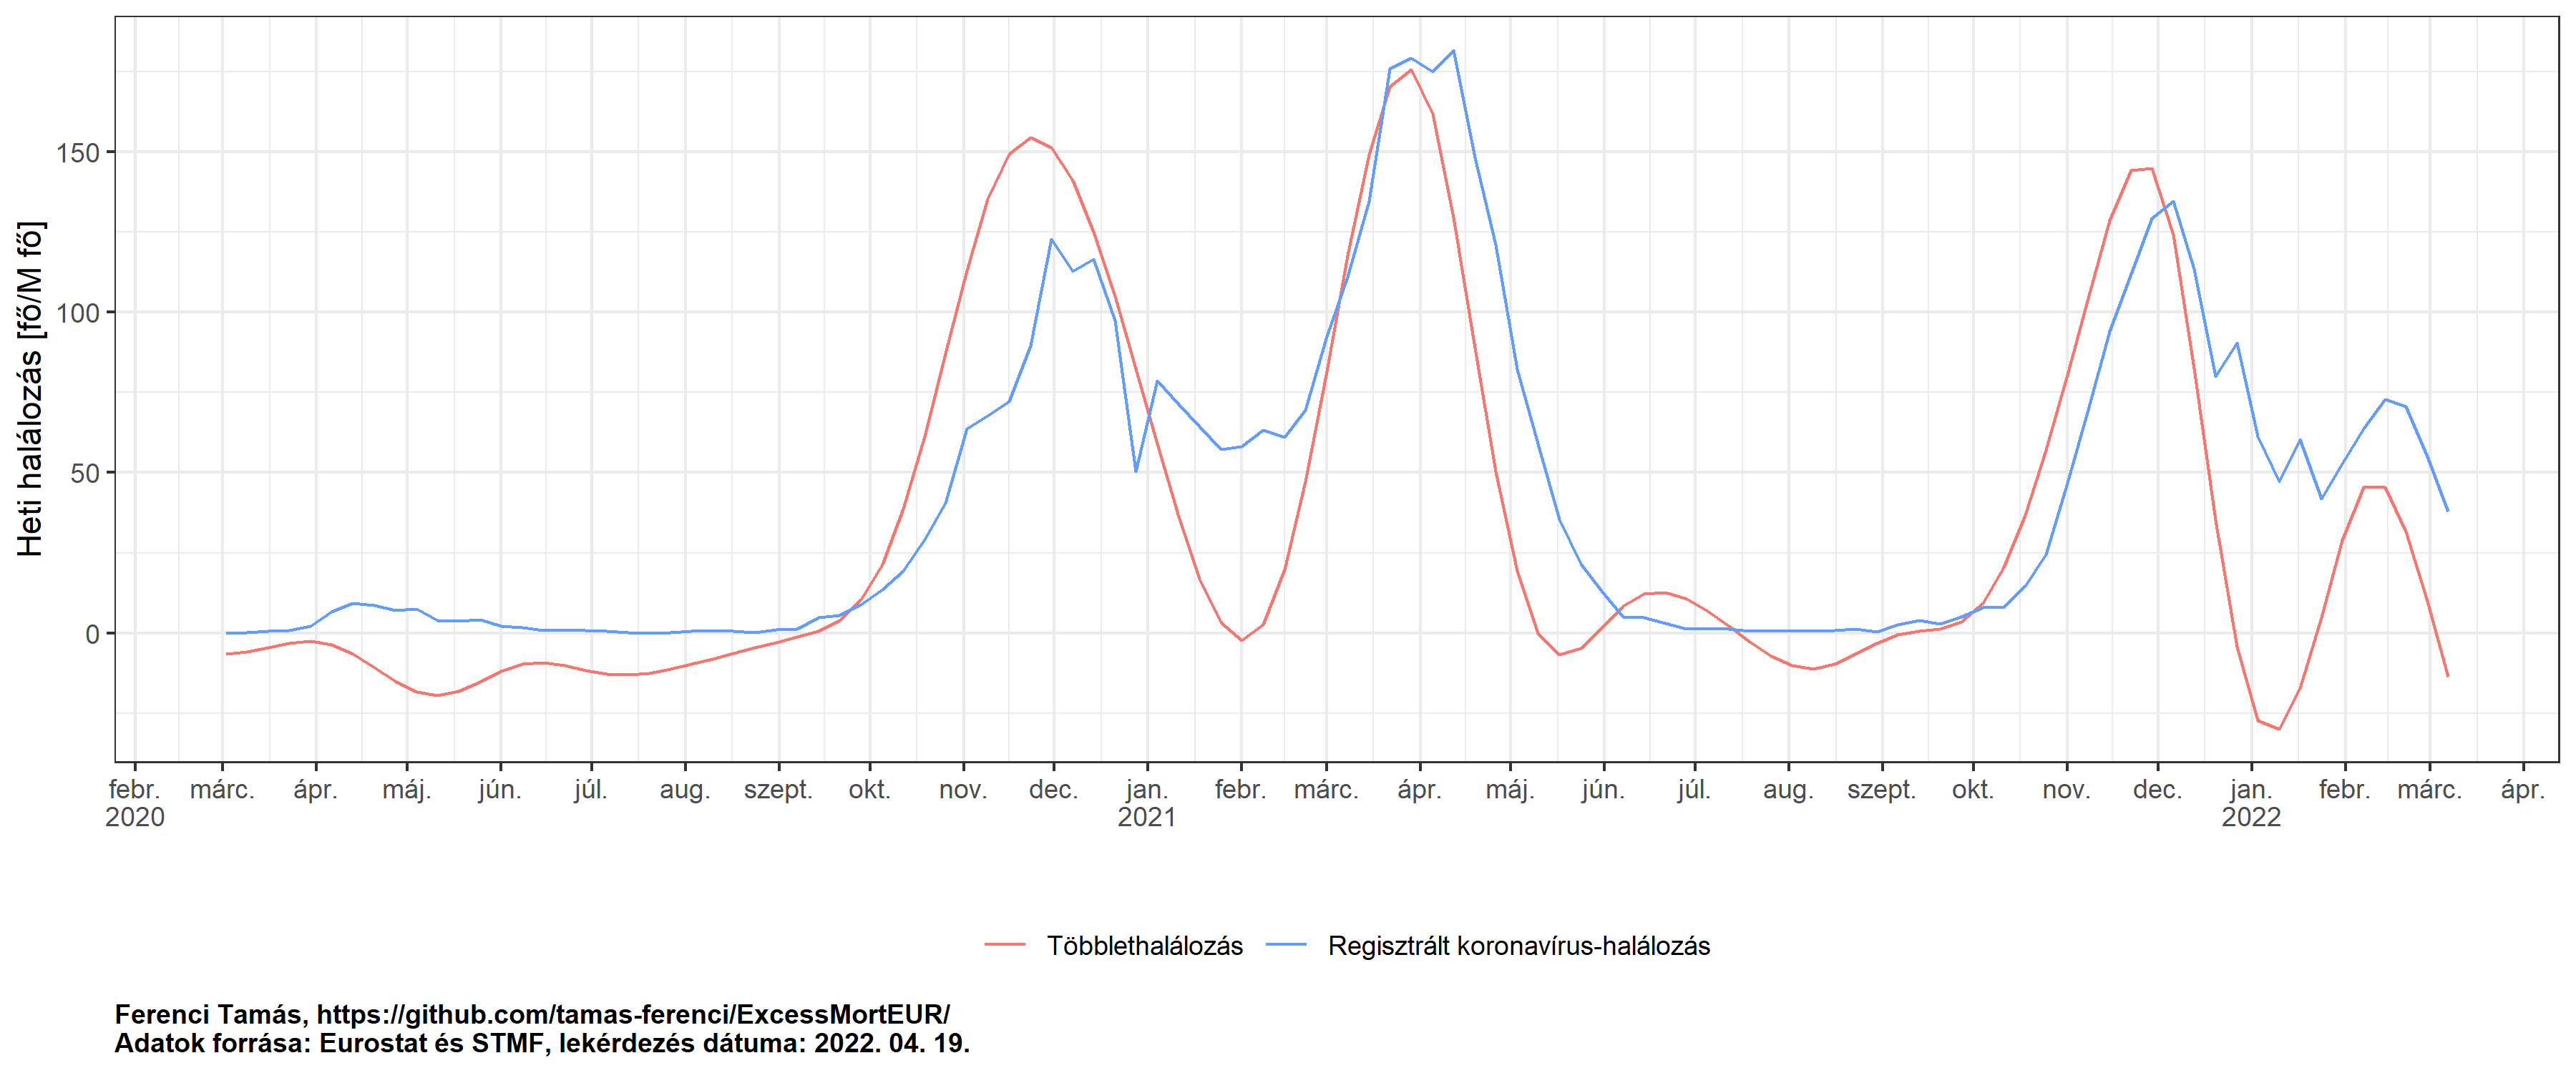 Heti halálozás [fő/M fő]
150
100
50
0
febr. márc. ápr. máj. jún. júl. aug. szept. okt. nov. dec. jan. febr. márc. ápr. máj. jún. júl. aug. szept. okt. nov. dec. jan. febr. márc. ápr.
2020 2021 2022
Többlethalálozás Regisztrált koronavírus-halálozás
Ferenci Tamás, https://github.com/tamas-ferenci/ExcessMortEUR/
Adatok forrása: Eurostat és STMF, lekérdezés dátuma: 2022. 04. 19.